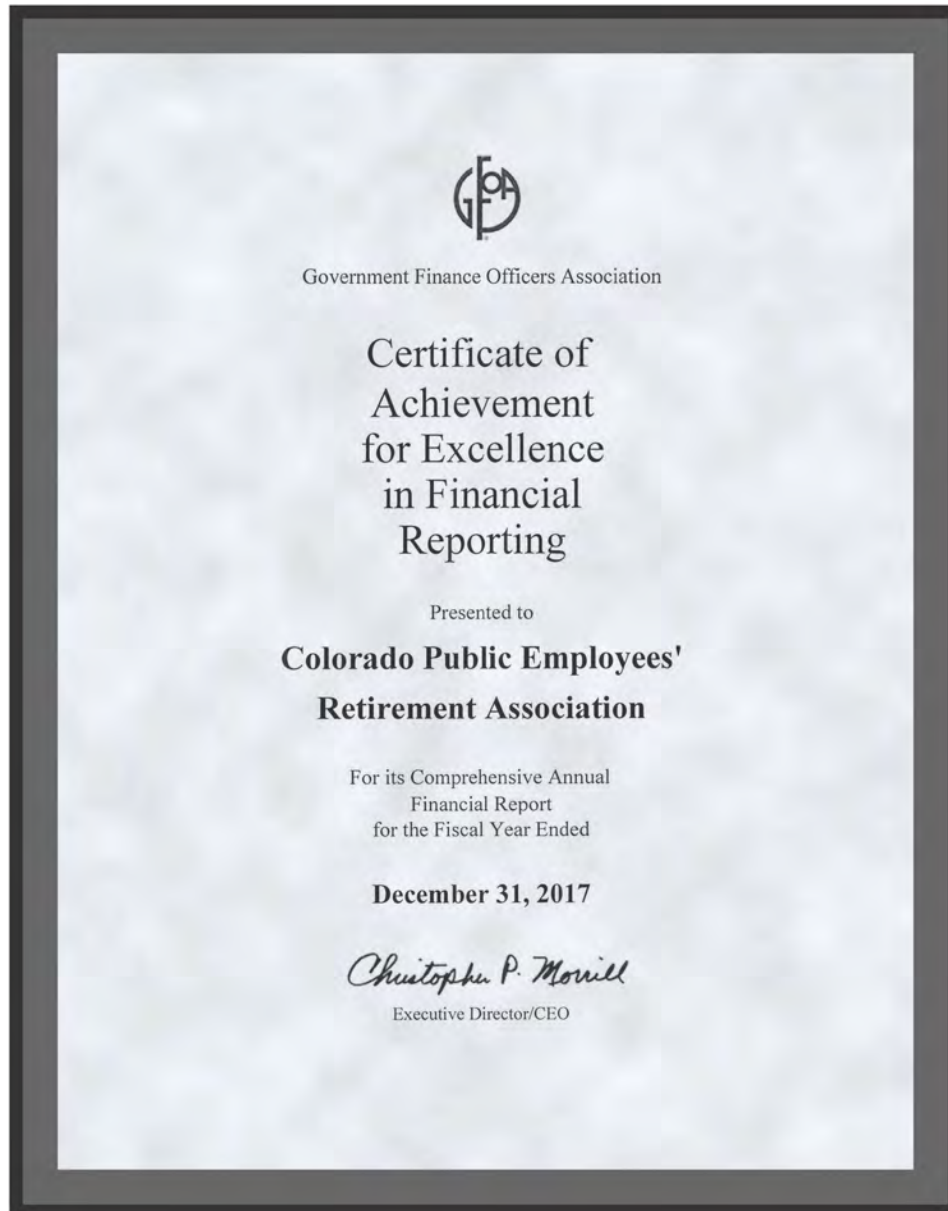 GFOA
Government Finance Officers Association
Certificate of
Achievement
for Excellence
in Financial
Reporting
Presented to
Colorado Public Employees'
Retirement Association
For its Comprehensive Annual
Financial Report
for the Fiscal Year Ended
December 31, 2017
Christopher P. Morrill
Executive Director/CEO